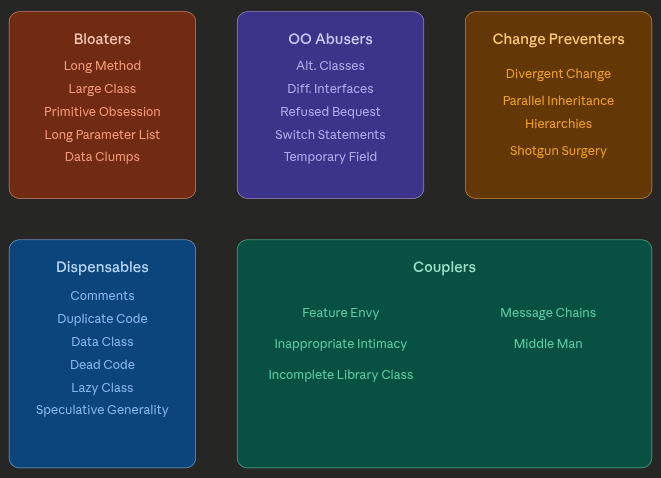 Bloaters
Long Method
Large Class
Primitive Obsession
Long Parameter List
Data Clumps
OO Abusers
Alt. Classes
Diff. Interfaces
Refused Bequest
Switch Statements
Temporary Field
Change Preventers
Divergent Change
Parallel Inheritance
Hierarchies
Shotgun Surgery
Dispensables
Comments
Duplicate Code
Data Class
Dead Code
Lazy Class
Speculative Generality
Couplers
Feature Envy
Inappropriate Intimacy
Incomplete Library Class
Message Chains
Middle Man